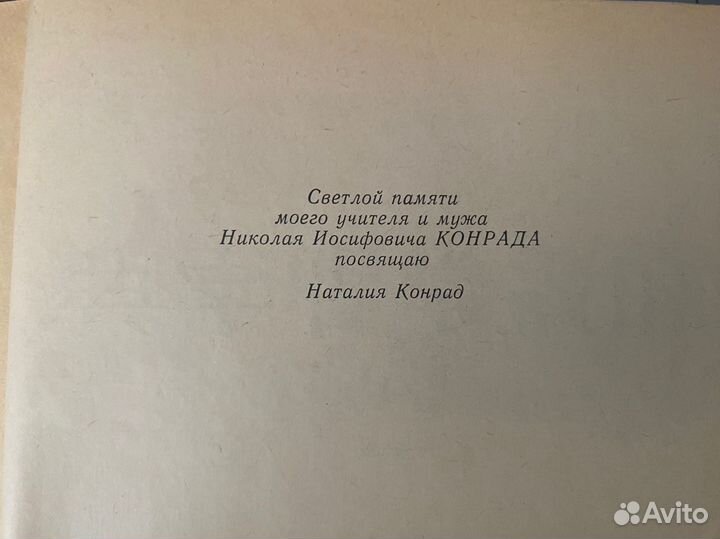 Светлой памяти
моего учителя и мужа
Николая Иосифовича КОНРАДА
посвящаю
Наталия Конрад
Avito